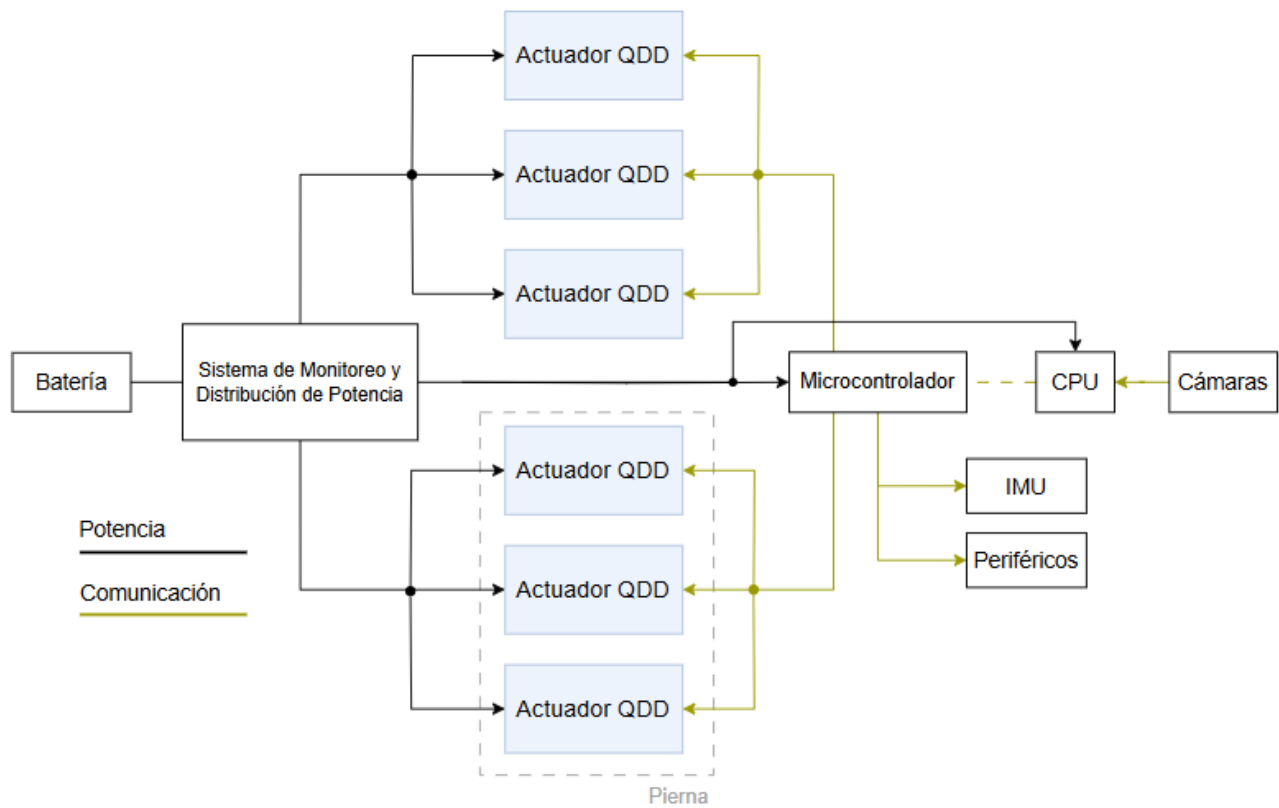 Actuador QDD
Actuador QDD
Actuador QDD
Batería
Sistema de Monitoreo y
Distribución de Potencia
Microcontrolador
CPU
Cámaras
Actuador QDD
IMU
Potencia
Periféricos
Comunicación
Actuador QDD
Actuador QDD
Pierna